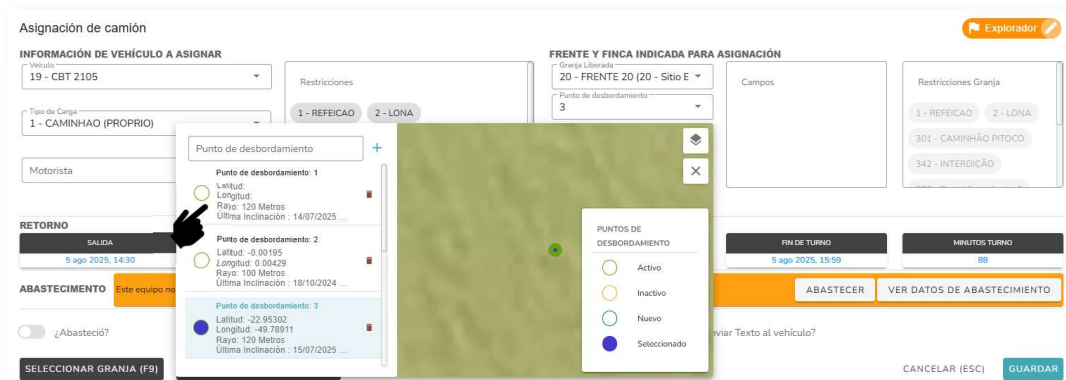 Asignación de camión
Explorador
INFORMACIÓN DE VEHÍCULO A ASIGNAR
FRENTE Y FINCA INDICADA PARA ASIGNACIÓN
Veículo
19 - CBT 2105
Restricciones
1 - REFEICAO
2 - LONA
Tipo de Carga
1 - CAMINHAO (PROPRIO)
Motorista
Granja Liberada
20 - FRENTE 20 (20 - Sitio E
Punto de desbordamiento
3
Campos
Restricciones Granja
1 - REFEICAO
2 - LONA
301 - CAMINHÃO PITOCO
342 - INTERDIÇÃO
Punto de desbordamiento
+
Punto de desbordamiento: 1
Latitud:
Longitud:
Rayo: 120 Metros
Última Inclinación : 14/07/2025 ...
Punto de desbordamiento: 2
Latitud: -0.00195
Longitud: 0.00429
Rayo: 100 Metros
Última Inclinación : 18/10/2024 ...
Punto de desbordamiento: 3
Latitud: -22.95302
Longitud: -49.78911
Rayo: 120 Metros
Última Inclinación : 15/07/2025 ...
PUNTOS DE
DESBORDAMIENTO
Activo
Inactivo
Nuevo
Seleccionado
RETORNO
SALIDA
5 ago 2025, 14:30
FIN DE TURNO
5 ago 2025, 15:59
MINUTOS TURNO
88
ABASTECIMENTO
Este equipo no
ABASTECER
VER DATOS DE ABASTECIMIENTO
¿Abasteció?
viar Texto al vehículo?
SELECCIONAR GRANJA (F9)
CANCELAR (ESC)
GUARDAR